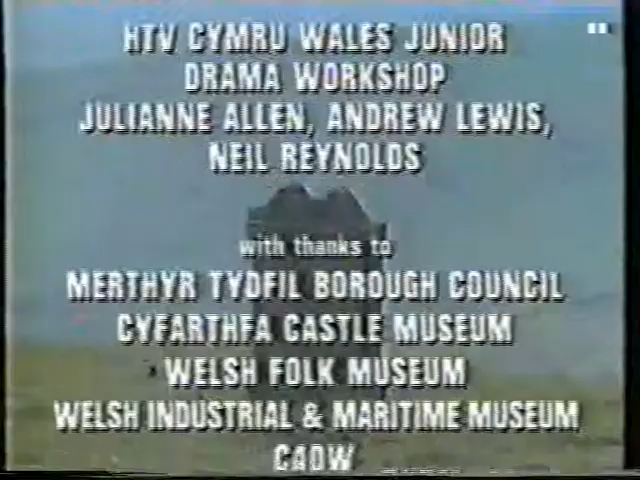 HTV CYMRU WALES JUNIOR
DRAMA WORKSHOP
JULIANNE ALLEN, ANDREW LEWIS,
NEIL REYNOLDS
with thanks to
MERTHYR TYDFIL BOROUGH COUNCIL
CYFARTHFA CASTLE MUSEUM
WELSH FOLK MUSEUM
WELSH INDUSTRIAL & MARITIME MUSEUM
CADW